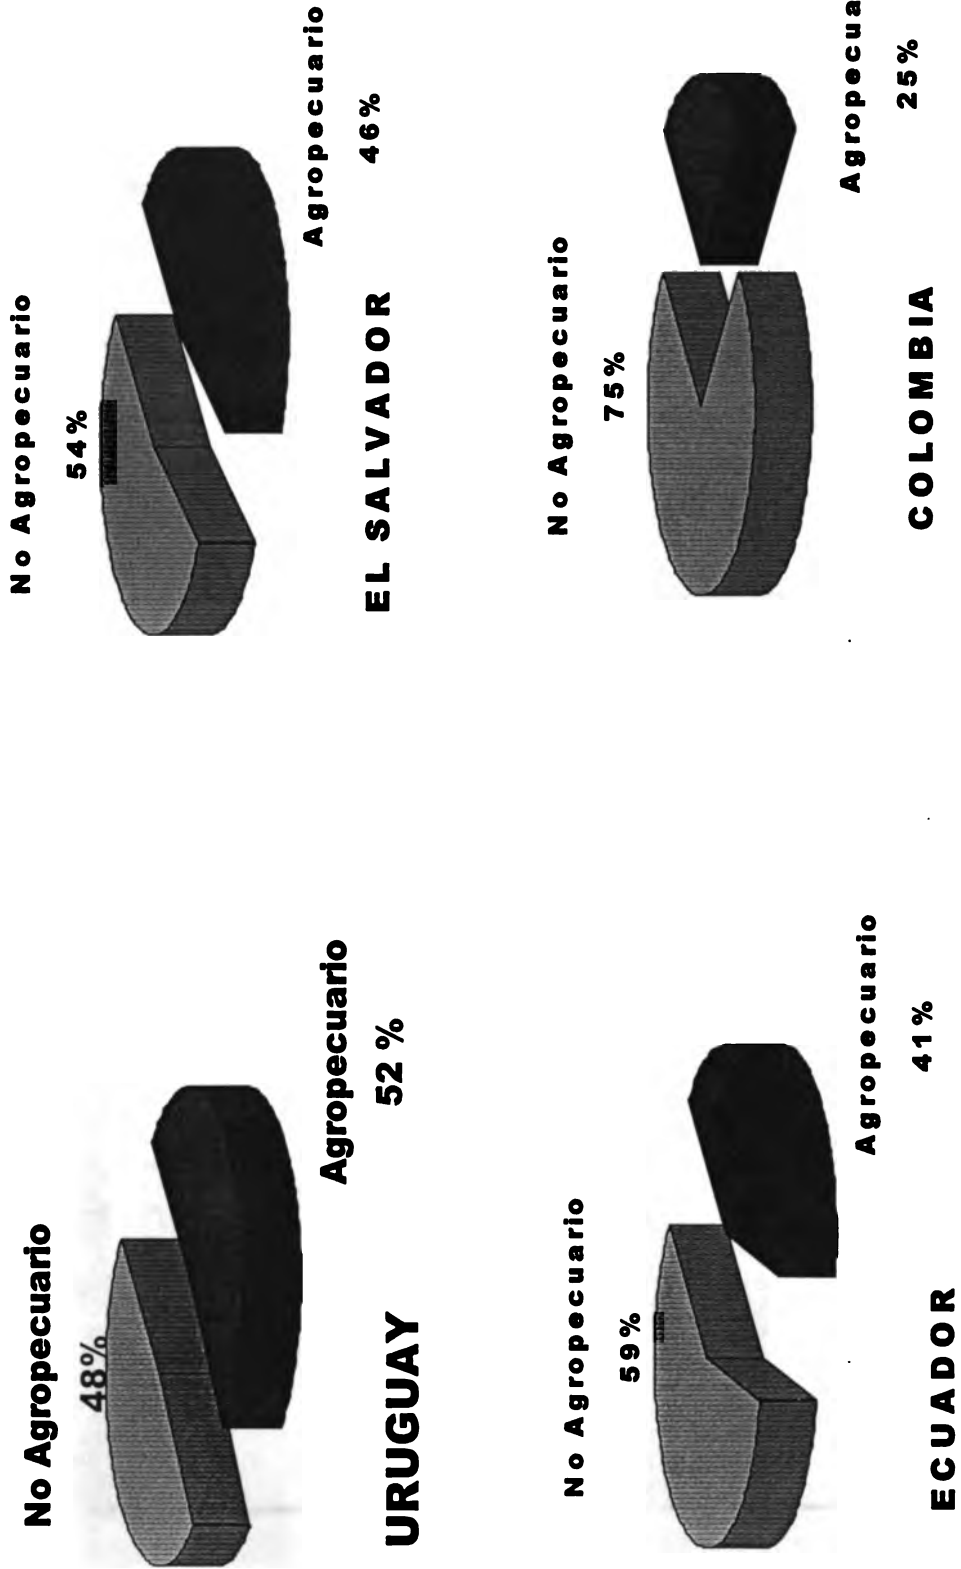 No Agropecuario
48%
Agropecuario
52 %
URUGUAY
No Agropecuario
54%
Agropecuario
46%
EL SALVADOR
No Agropecuario
59%
Agropecuario
41%
ECUADOR
No Agropecuario
75%
Agropecua
25%
COLOMBIA